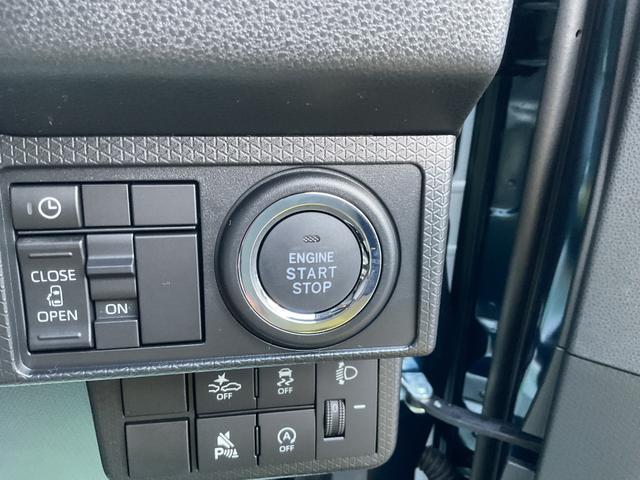 ENGINE
START
STOP
CLOSE
OPEN
ON
OFF
OFF
P
OFF